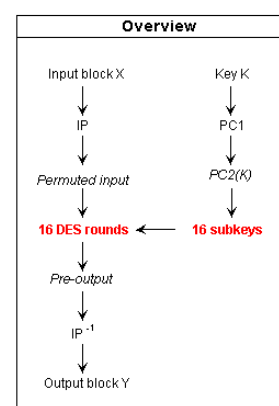 Overview
Input block X Key K
IP PC1
Permuted input PC2(K)
16 DES rounds 16 subkeys
Pre-output
IP -1
Output block Y